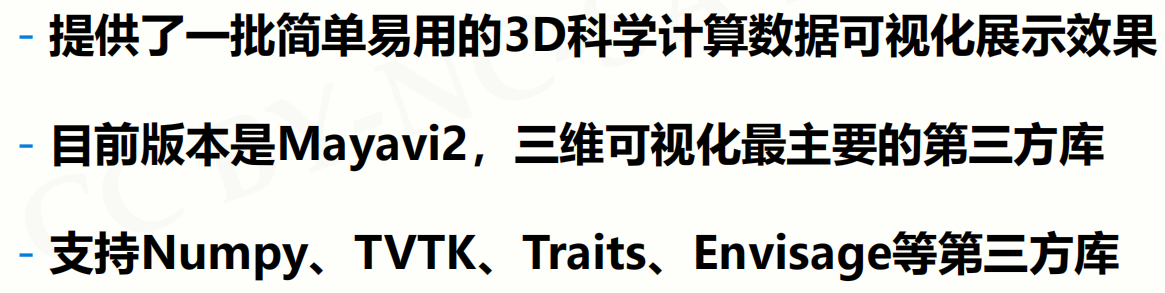 - 提供了一批简单易用的3D科学计算数据可视化展示效果
- 目前版本是Mayavi2，三维可视化最主要的第三方库
- 支持Numpy、TVTK、Traits、Envisage等第三方库
CC BY-NC-